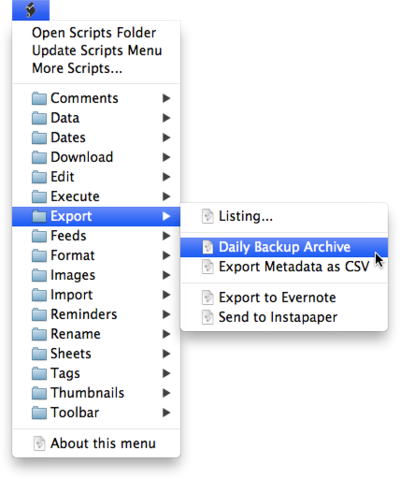 Open Scripts Folder
Update Scripts Menu
More Scripts...
Comments
Data
Dates
Download
Edit
Execute
Export
Feeds
Format
Images
Import
Reminders
Rename
Sheets
Tags
Thumbnails
Toolbar
About this menu
Listing...
Daily Backup Archive
Export Metadata as CSV
Export to Evernote
Send to Instapaper